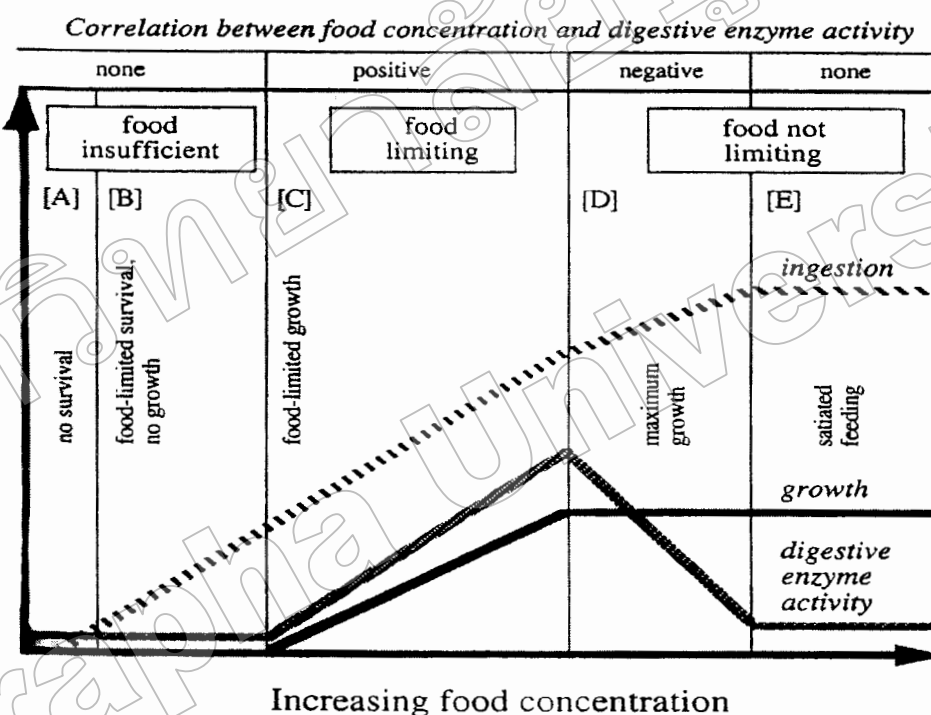 Correlation between food concentration and digestive enzyme activity
none positive negative none
food
insufficient
food
limiting
food not
limiting
[A] [B] [C] [D] [E]
no survival
food-limited survival,
no growth
food-limited growth
maximum
growth
satiated
feeding
ingestion
growth
digestive
enzyme
activity
Increasing food concentration